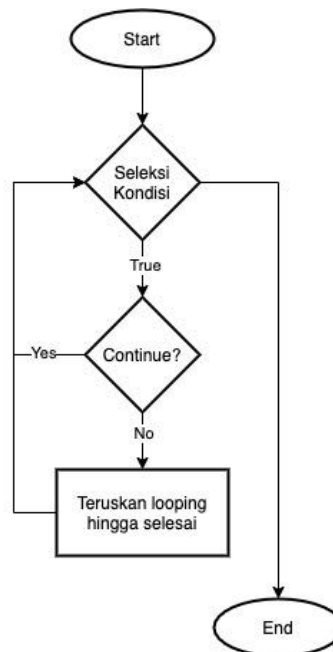 Start
Seleksi
Kondisi
True
Continue?
Yes
No
Teruskan looping
hingga selesai
End